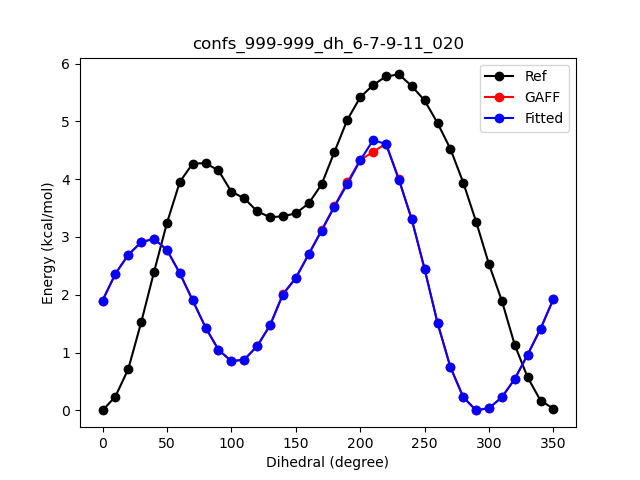 confs_999-999_dh_6-7-9-11_020
Ref
GAFF
Fitted
6
5
4
3
2
1
0
Energy (kcal/mol)
0 50 100 150 200 250 300 350
Dihedral (degree)